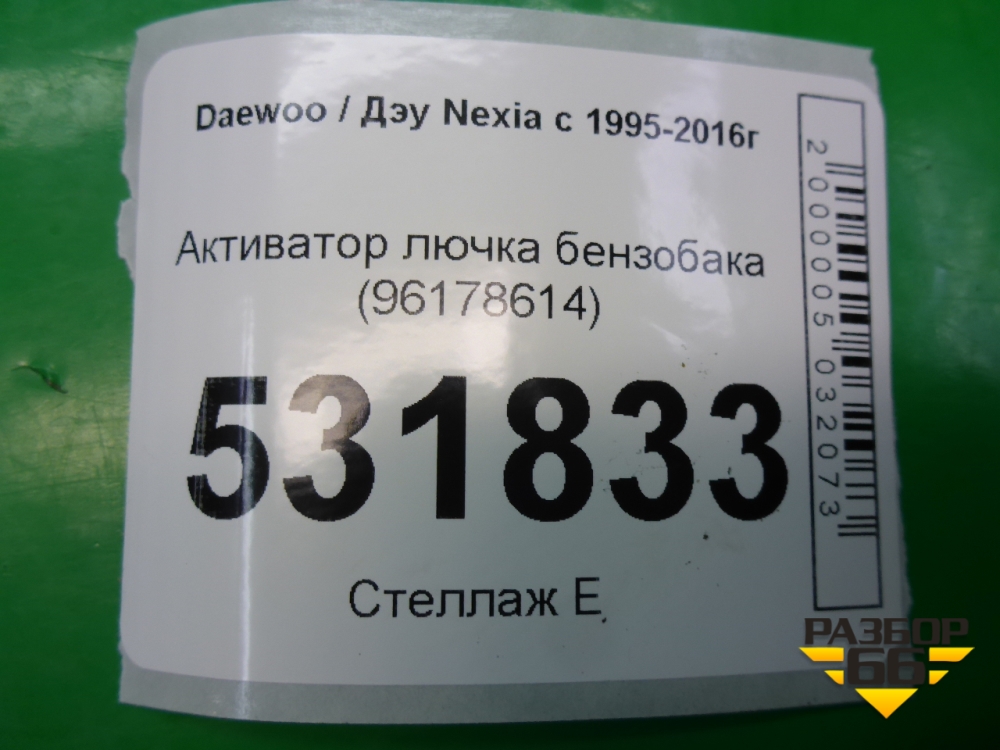 Daewoo / Дэу Nexia с 1995-2016г
Активатор лючка бензобака
(96178614)
531833
Стеллаж Е
2000005032073
РАЗБОР
66